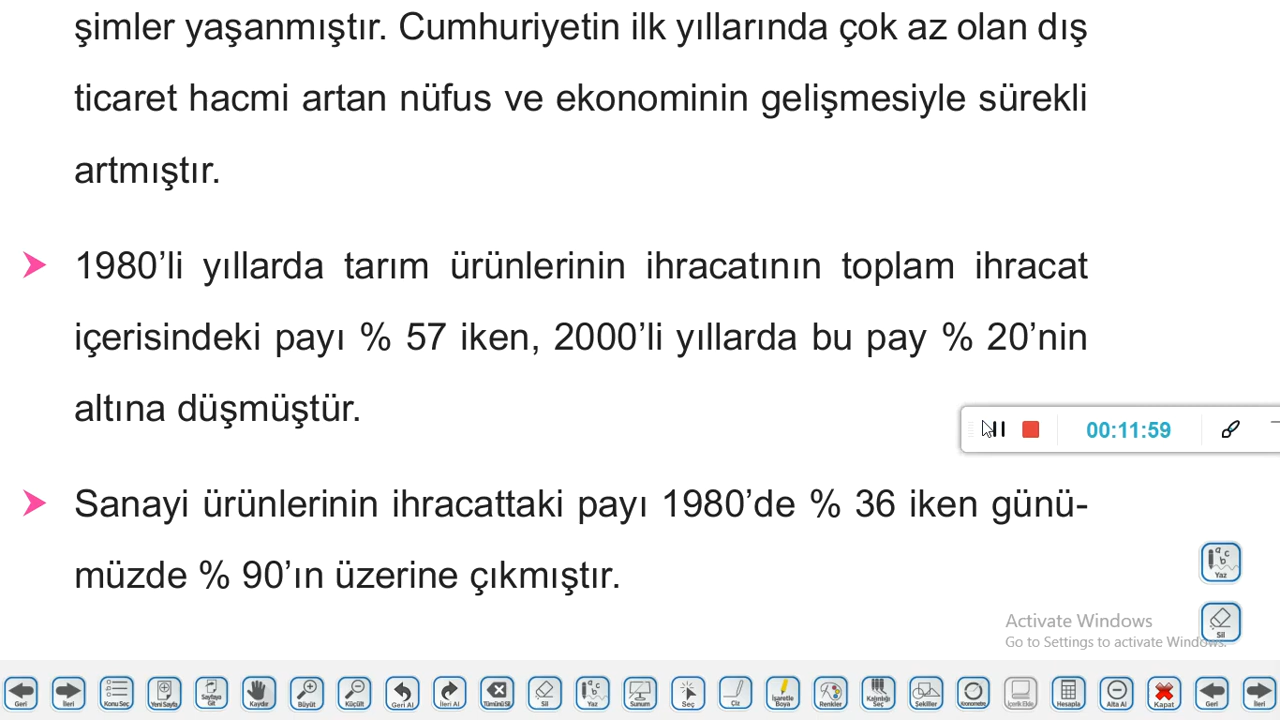 şimler yaşanmıştır. Cumhuriyetin ilk yıllarında çok az olan dış
ticaret hacmi artan nüfus ve ekonominin gelişmesiyle sürekli
artmıştır.
1980’li yıllarda tarım ürünlerinin ihracatının toplam ihracat
içerisindeki payı % 57 iken, 2000’li yıllarda bu pay % 20’nin
altına düşmüştür.
00:11:59
Sanayi ürünlerinin ihracattaki payı 1980’de % 36 iken günü-
müzde % 90’ın üzerine çıkmıştır.
Yaz
Activate Windows
Sil
Go to Settings to activate Windows.
Geri İleri Konu Seç Yeni Sayfa Sayfaya Git Kaydır Büyüt Küçült Geri Al İleri Al Tümünü Sil Sil Yaz Sunum Seç Çiz İşaretle Boya Renkler Kalınlığı Seç Şekiller Kronometre İçerik Ekle Hesapla Alta Al Kapat Geri İleri